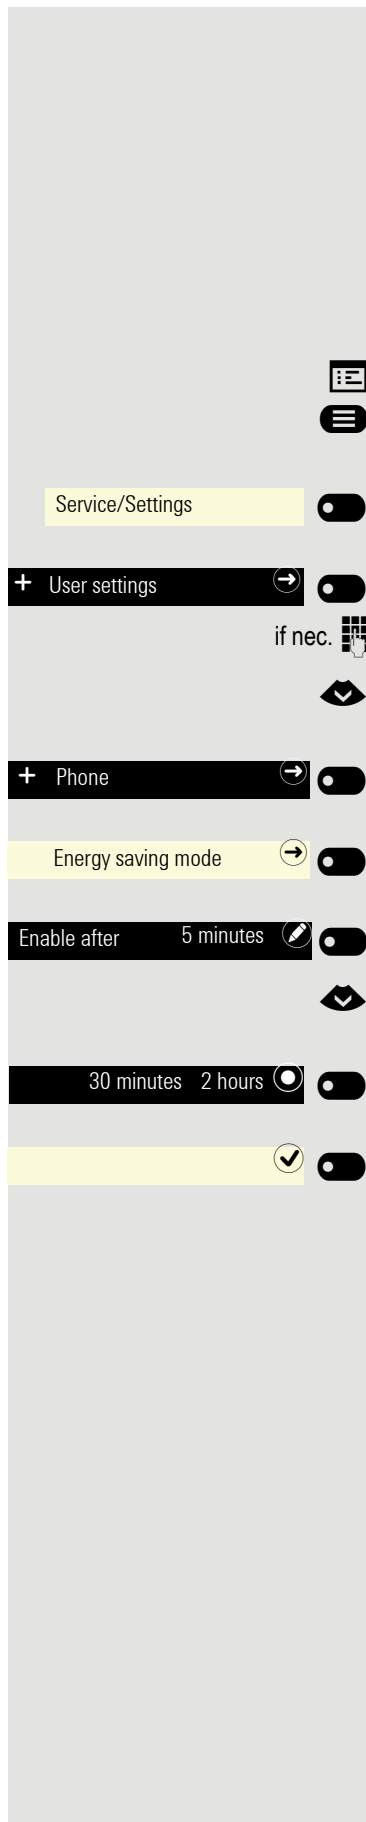 Service/Settings
+ User settings
if nec.
+ Phone
Energy saving mode
Enable after 5 minutes
30 minutes 2 hours